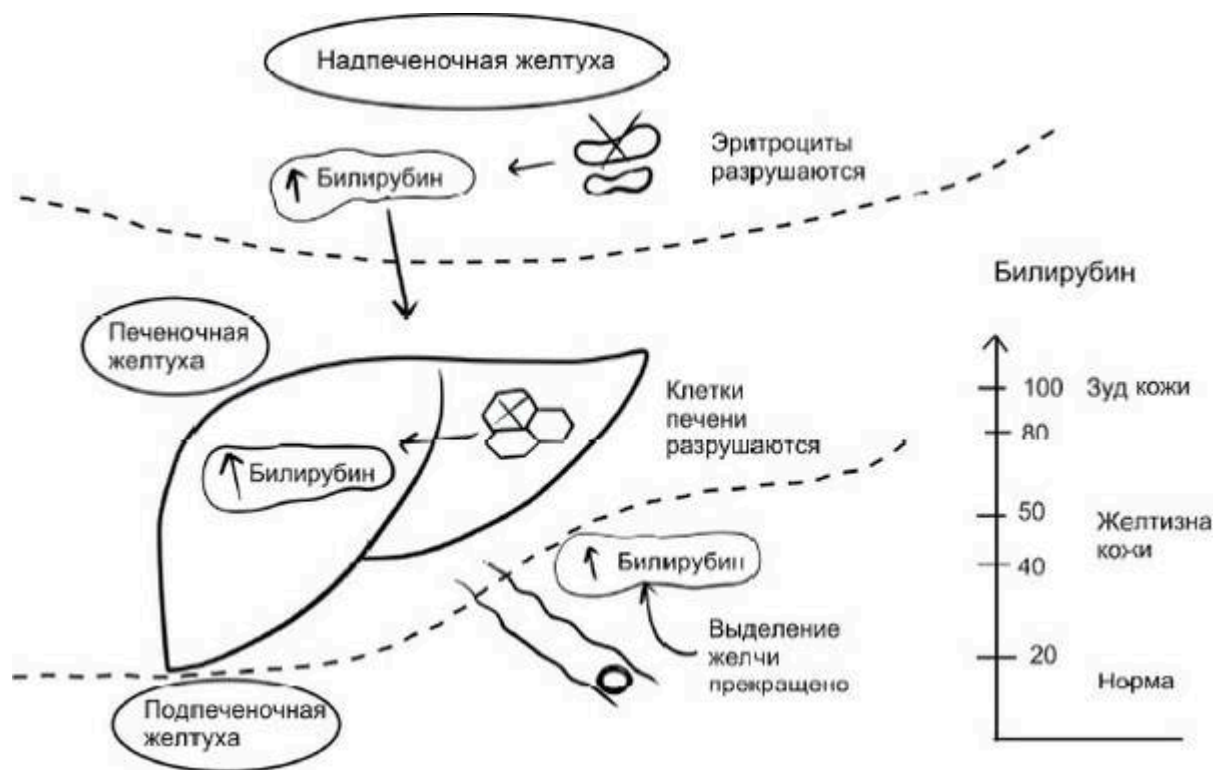 Надпеченочная желтуха
Эритроциты
разрушаются
Билирубин
Билирубин
Печеночная
желтуха
Клетки
печени
разрушаются
Билирубин
100 Зуд кожи
80
50
Желтизна
кожи
40
20
Норма
Билирубин
Выделение
желчи
прекращено
Подпеченочная
желтуха